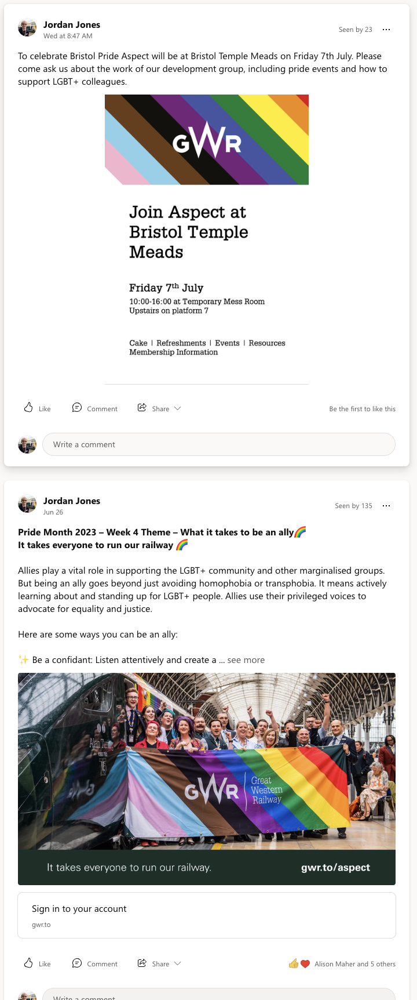 Jordan Jones
Wed at 8:47 AM
Seen by 23
To celebrate Bristol Pride Aspect will be at Bristol Temple Meads on Friday 7th July. Please
come ask us about the work of our development group, including pride events and how to
support LGBT+ colleagues.
GWR
Join Aspect at
Bristol Temple
Meads
Friday 7th July
10:00-16:00 at Temporary Mess Room
Upstairs on platform 7
Cake | Refreshments | Events | Resources
Membership Information
Like
Comment
Share
Be the first to like this
Write a comment
Jordan Jones
Jun 26
Seen by 135
Pride Month 2023 – Week 4 Theme – What it takes to be an ally🌈
It takes everyone to run our railway 🌈
Allies play a vital role in supporting the LGBT+ community and other marginalised groups.
But being an ally goes beyond just avoiding homophobia or transphobia. It means actively
learning about and standing up for LGBT+ people. Allies use their privileged voices to
advocate for equality and justice.
Here are some ways you can be an ally:
✨ Be a confidant: Listen attentively and create a ... see more
Alan Turing
GWR
Great
Western
Railway
It takes everyone to run our railway.
gwr.to/aspect
Sign in to your account
gwr.to
Like
Comment
Share
Alison Maher and 5 others
Write a comment